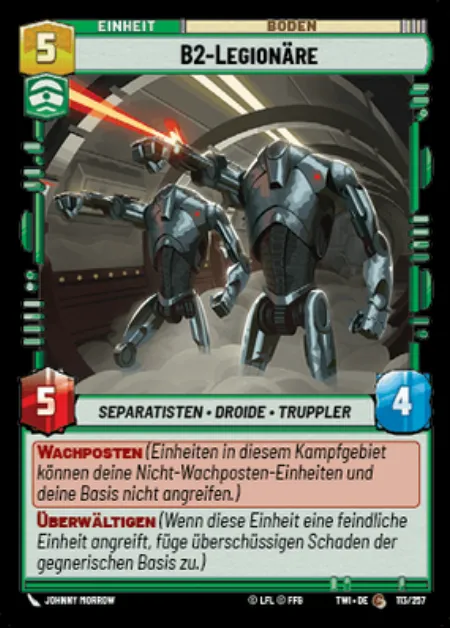 5
EINHEIT
BODEN
B2-LEGIONÄRE
5
4
SEPARATISTEN • DROIDE • TRUPPLER
WACHPOSTEN (Einheiten in diesem Kampfgebiet
können deine Nicht-Wachposten-Einheiten und
deine Basis nicht angreifen.)
ÜBERWÄLTIGEN (Wenn diese Einheit eine feindliche
Einheit angreift, füge überschüssigen Schaden der
gegnerischen Basis zu.)
JOHNNY MORROW
© LFL © FFG
TWI • DE
113/257